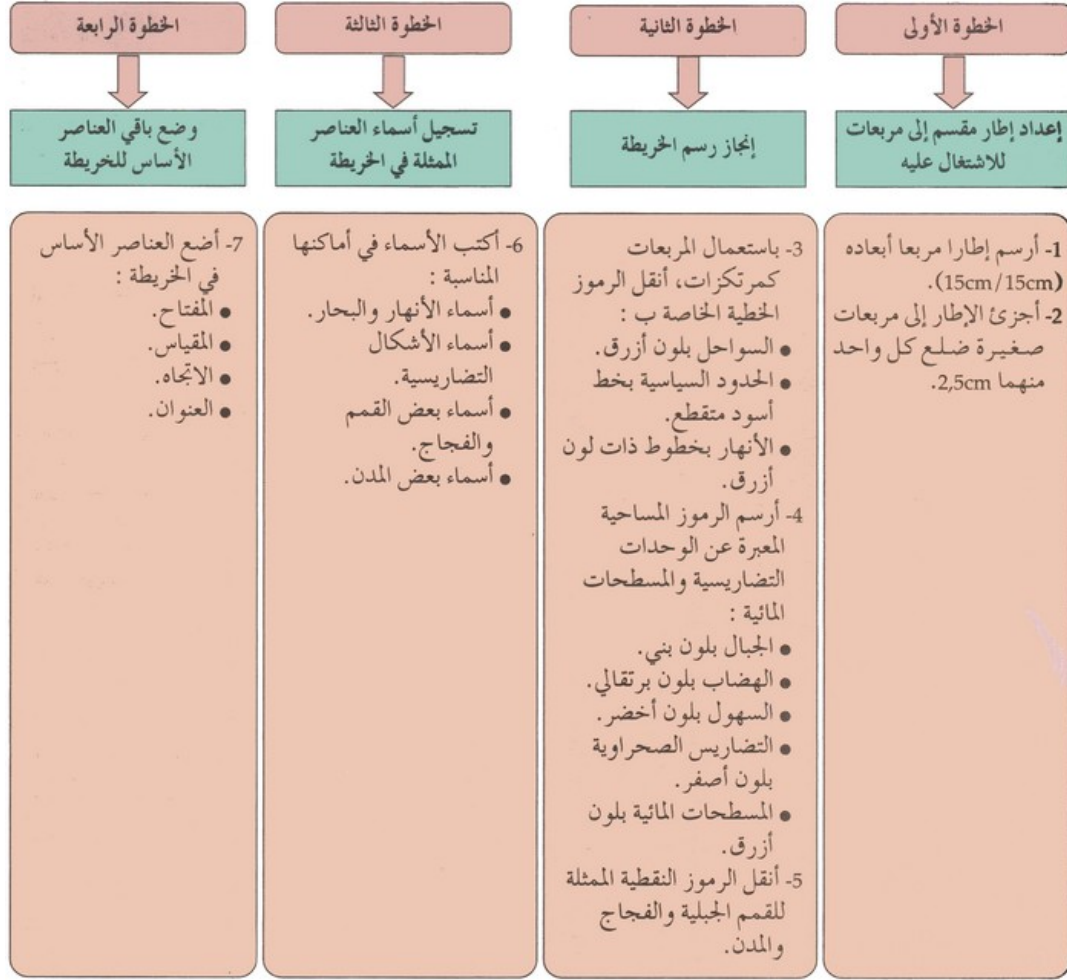 الخطوة الأولى
إعداد إطار مقسم إلى مربعات
للاشتغال عليه
1- أرسم إطارا مربعا أبعاده
(15cm/15cm).
2- أجزئ الإطار إلى مربعات
صغيرة ضلع كل واحد
منهما 2,5cm.
الخطوة الثانية
إنجاز رسم الخريطة
3- باستعمال المربعات
كمرتكزات، أنقل الرموز
الخطية الخاصة ب :
● السواحل بلون أزرق.
● الحدود السياسية بخط
أسود متقطع.
● الأنهار بخطوط ذات لون
أزرق.
4- أرسم الرموز المساحية
المعبرة عن الوحدات
التضاريسية والمسطحات
المائية :
● الجبال بلون بني.
● الهضاب بلون برتقالي.
● السهول بلون أخضر.
● التضاريس الصحراوية
بلون أصفر.
● المسطحات المائية بلون
أزرق.
5- أنقل الرموز النقطية الممثلة
للقمم الجبلية والفجاج
والمدن.
الخطوة الثالثة
تسجيل أسماء العناصر
الممثلة في الخريطة
6- أكتب الأسماء في أماكنها
المناسبة :
● أسماء الأنهار والبحار.
● أسماء الأشكال
التضاريسية.
● أسماء بعض القمم
والفجاج.
● أسماء بعض المدن.
الخطوة الرابعة
وضع باقي العناصر
الأساس للخريطة
7- أضع العناصر الأساس
في الخريطة :
● المفتاح.
● المقياس.
● الاتجاه.
● العنوان.